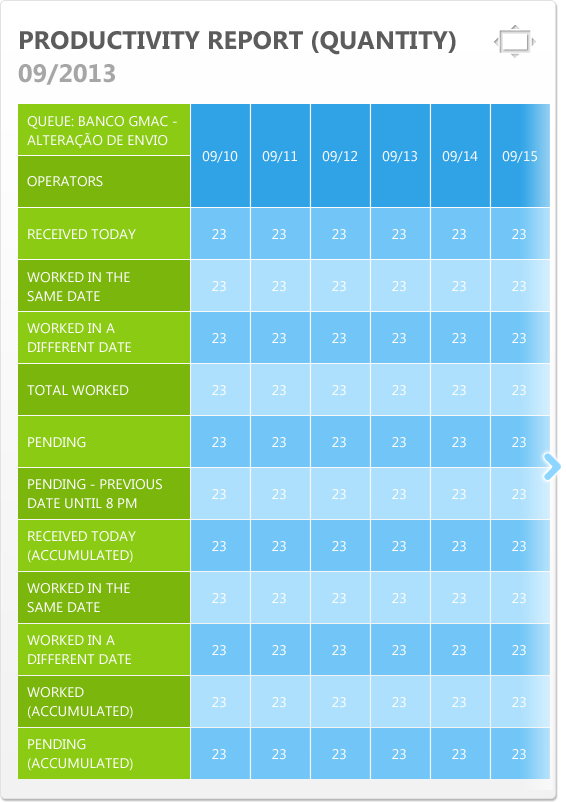 PRODUCTIVITY REPORT (QUANTITY)
09/2013
QUEUE: BANCO GMAC -
ALTERAÇÃO DE ENVIO
09/10 09/11 09/12 09/13 09/14 09/15
OPERATORS
RECEIVED TODAY 23 23 23 23 23 23
WORKED IN THE
SAME DATE 23 23 23 23 23 23
WORKED IN A
DIFFERENT DATE 23 23 23 23 23 23
TOTAL WORKED 23 23 23 23 23 23
PENDING 23 23 23 23 23 23
PENDING - PREVIOUS
DATE UNTIL 8 PM 23 23 23 23 23 23
RECEIVED TODAY
(ACCUMULATED) 23 23 23 23 23 23
WORKED IN THE
SAME DATE 23 23 23 23 23 23
WORKED IN A
DIFFERENT DATE 23 23 23 23 23 23
WORKED
(ACCUMULATED) 23 23 23 23 23 23
PENDING
(ACCUMULATED) 23 23 23 23 23 23